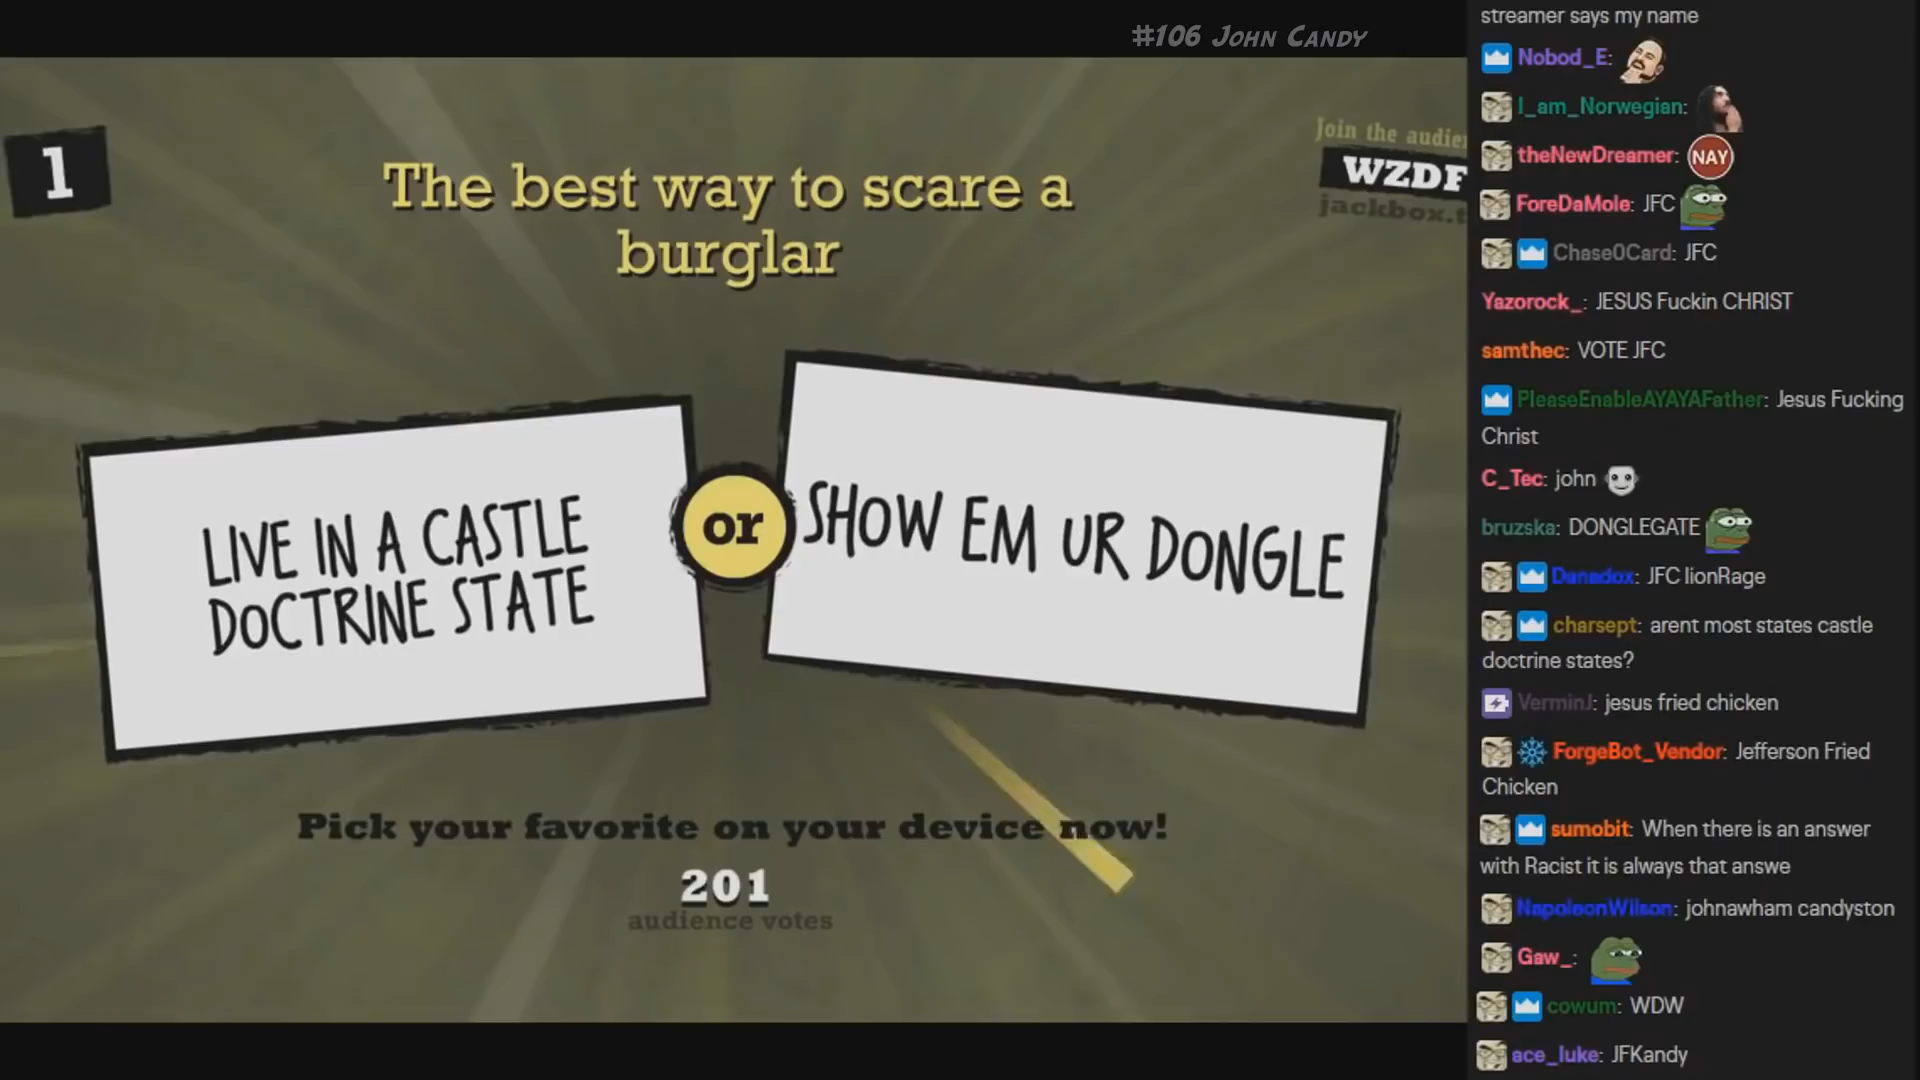 #106 John Candy
1
The best way to scare a
burglar
Join the audie
WZDF
jackbox.t
LIVE IN A CASTLE
DOCTRINE STATE
or
SHOW EM UR DONGLE
Pick your favorite on your device now!
201
audience votes
streamer says my name
Nobod_E:
I_am_Norwegian:
theNewDreamer: NAY
ForeDaMole: JFC
Chase0Card: JFC
Yazorock_: JESUS Fuckin CHRIST
samthec: VOTE JFC
PleaseEnableAYAYAFather: Jesus Fucking
Christ
C_Tec: john
bruzska: DONGLEGATE
Danadox: JFC lionRage
charsept: arent most states castle
doctrine states?
VerminJ: jesus fried chicken
ForgeBot_Vendor: Jefferson Fried
Chicken
sumobit: When there is an answer
with Racist it is always that answe
NapoleonWilson: johnawham candyston
Gaw_:
cowum: WDW
ace_luke: JFKandy